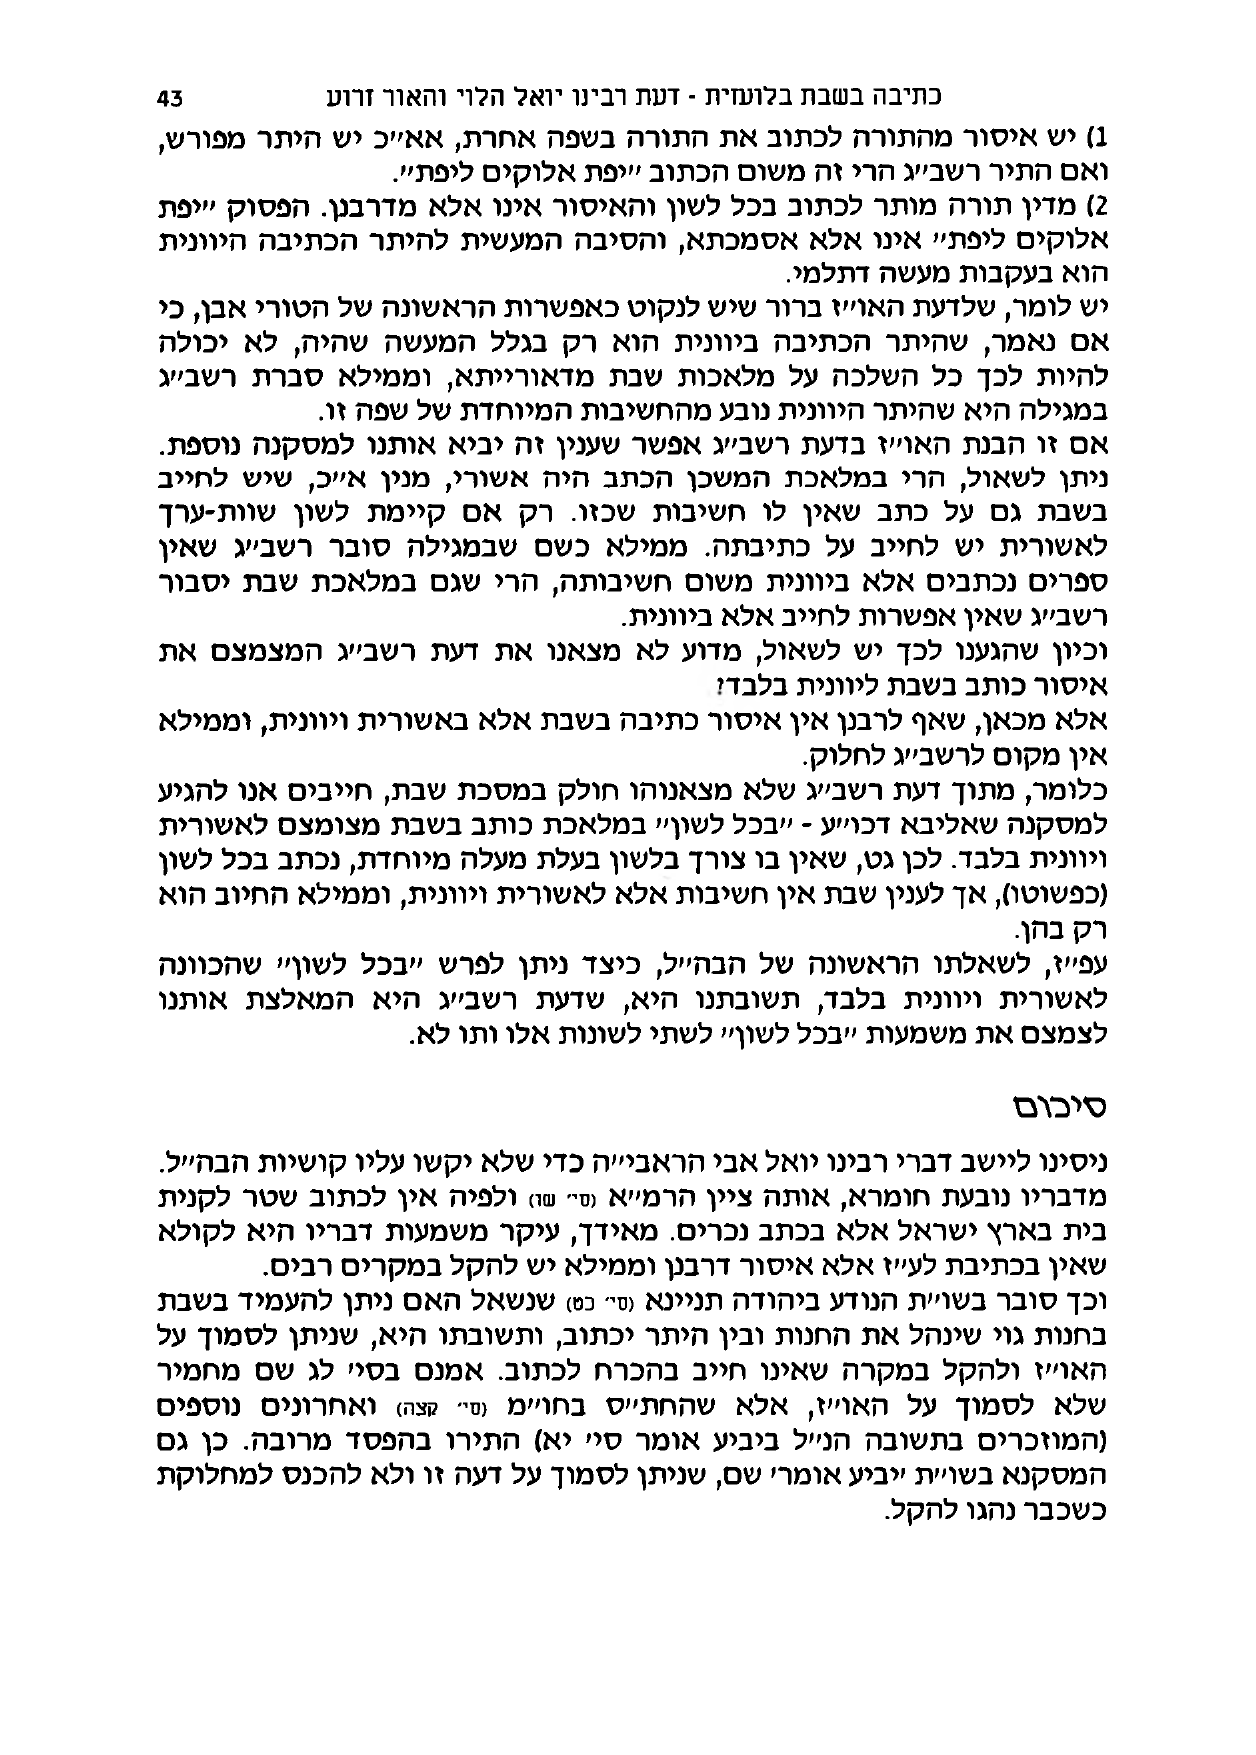 כתיבה בשבת בלועזית - דעת רבינו יואל הלוי והאור זרוע 43
1) יש איסור מהתורה לכתוב את התורה בשפה אחרת, אא״כ יש היתר מפורש,
ואם התיר רשב״ג הרי זה משום הכתוב ״יפת אלוקים ליפת״.
2) מדין תורה מותר לכתוב בכל לשון והאיסור אינו אלא מדרבנן. הפסוק ״יפת
אלוקים ליפת״ אינו אלא אסמכתא, והסיבה המעשית להיתר הכתיבה היוונית
הוא בעקבות מעשה דתלמי.
יש לומר, שלדעת האו״ז ברור שיש לנקוט כאפשרות הראשונה של הטורי אבן, כי
אם נאמר, שהיתר הכתיבה ביוונית הוא רק בגלל המעשה שהיה, לא יכולה
להיות לכך כל השלכה על מלאכות שבת מדאורייתא, וממילא סברת רשב״ג
במגילה היא שהיתר היוונית נובע מהחשיבות המיוחדת של שפה זו.
אם זו הבנת האו״ז בדעת רשב״ג אפשר שענין זה יביא אותנו למסקנה נוספת.
ניתן לשאול, הרי במלאכת המשכן הכתב היה אשורי, מנין א״כ, שיש לחייב
בשבת גם על כתב שאין לו חשיבות שכזו. רק אם קיימת לשון שוות-ערך
לאשורית יש לחייב על כתיבתה. ממילא כשם שבמגילה סובר רשב״ג שאין
ספרים נכתבים אלא ביוונית משום חשיבותה, הרי שגם במלאכת שבת יסבור
רשב״ג שאין אפשרות לחייב אלא ביוונית.
וכיון שהגענו לכך יש לשאול, מדוע לא מצאנו את דעת רשב״ג המצמצם את
איסור כותב בשבת ליוונית בלבד?
אלא מכאן, שאף לרבנן אין איסור כתיבה בשבת אלא באשורית ויוונית, וממילא
אין מקום לרשב״ג לחלוק.
כלומר, מתוך דעת רשב״ג שלא מצאנוהו חולק במסכת שבת, חייבים אנו להגיע
למסקנה שאליבא דכו״ע - ״בכל לשון״ במלאכת כותב בשבת מצומצם לאשורית
ויוונית בלבד. לכן גט, שאין בו צורך בלשון בעלת מעלה מיוחדת, נכתב בכל לשון
(כפשוטו), אך לענין שבת אין חשיבות אלא לאשורית ויוונית, וממילא החיוב הוא
רק בהן.
עפ״ז, לשאלתו הראשונה של הבה״ל, כיצד ניתן לפרש ״בכל לשון״ שהכוונה
לאשורית ויוונית בלבד, תשובתנו היא, שדעת רשב״ג היא המאלצת אותנו
לצמצם את משמעות ״בכל לשון״ לשתי לשונות אלו ותו לא.
סיכום
ניסינו ליישב דברי רבינו יואל אבי הראבי״ה כדי שלא יקשו עליו קושיות הבה״ל.
מדבריו נובעת חומרא, אותה ציין הרמ״א (סי׳ שו) ולפיה אין לכתוב שטר לקנית
בית בארץ ישראל אלא בכתב נכרים. מאידך, עיקר משמעות דבריו היא לקולא
שאין בכתיבת לע״ז אלא איסור דרבנן וממילא יש להקל במקרים רבים.
וכך סובר בשו״ת הנודע ביהודה תניינא (סי׳ כט) שנשאל האם ניתן להעמיד בשבת
בחנות גוי שינהל את החנות ובין היתר יכתוב, ותשובתו היא, שניתן לסמוך על
האו״ז ולהקל במקרה שאינו חייב בהכרח לכתוב. אמנם בסי׳ לג שם מחמיר
שלא לסמוך על האו״ז, אלא שהחת״ס בחו״מ (סי׳ קצה) ואחרונים נוספים
(המוזכרים בתשובה הנ״ל ביביע אומר סי׳ יא) התירו בהפסד מרובה. כן גם
המסקנא בשו״ת ׳יביע אומר׳ שם, שניתן לסמוך על דעה זו ולא להכנס למחלוקת
כשכבר נהגו להקל.